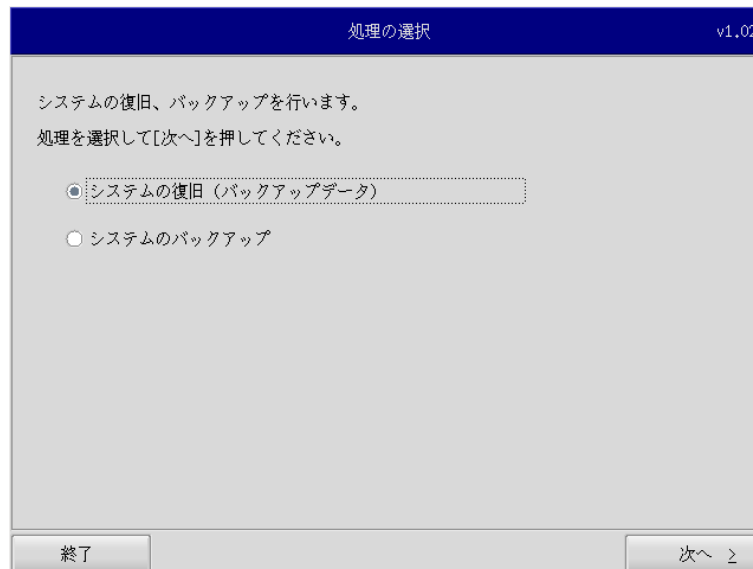 処理の選択
v1.02
システムの復旧、バックアップを行います。
処理を選択して[次へ]を押してください。
システムの復旧（バックアップデータ）
システムのバックアップ
終了
次へ >